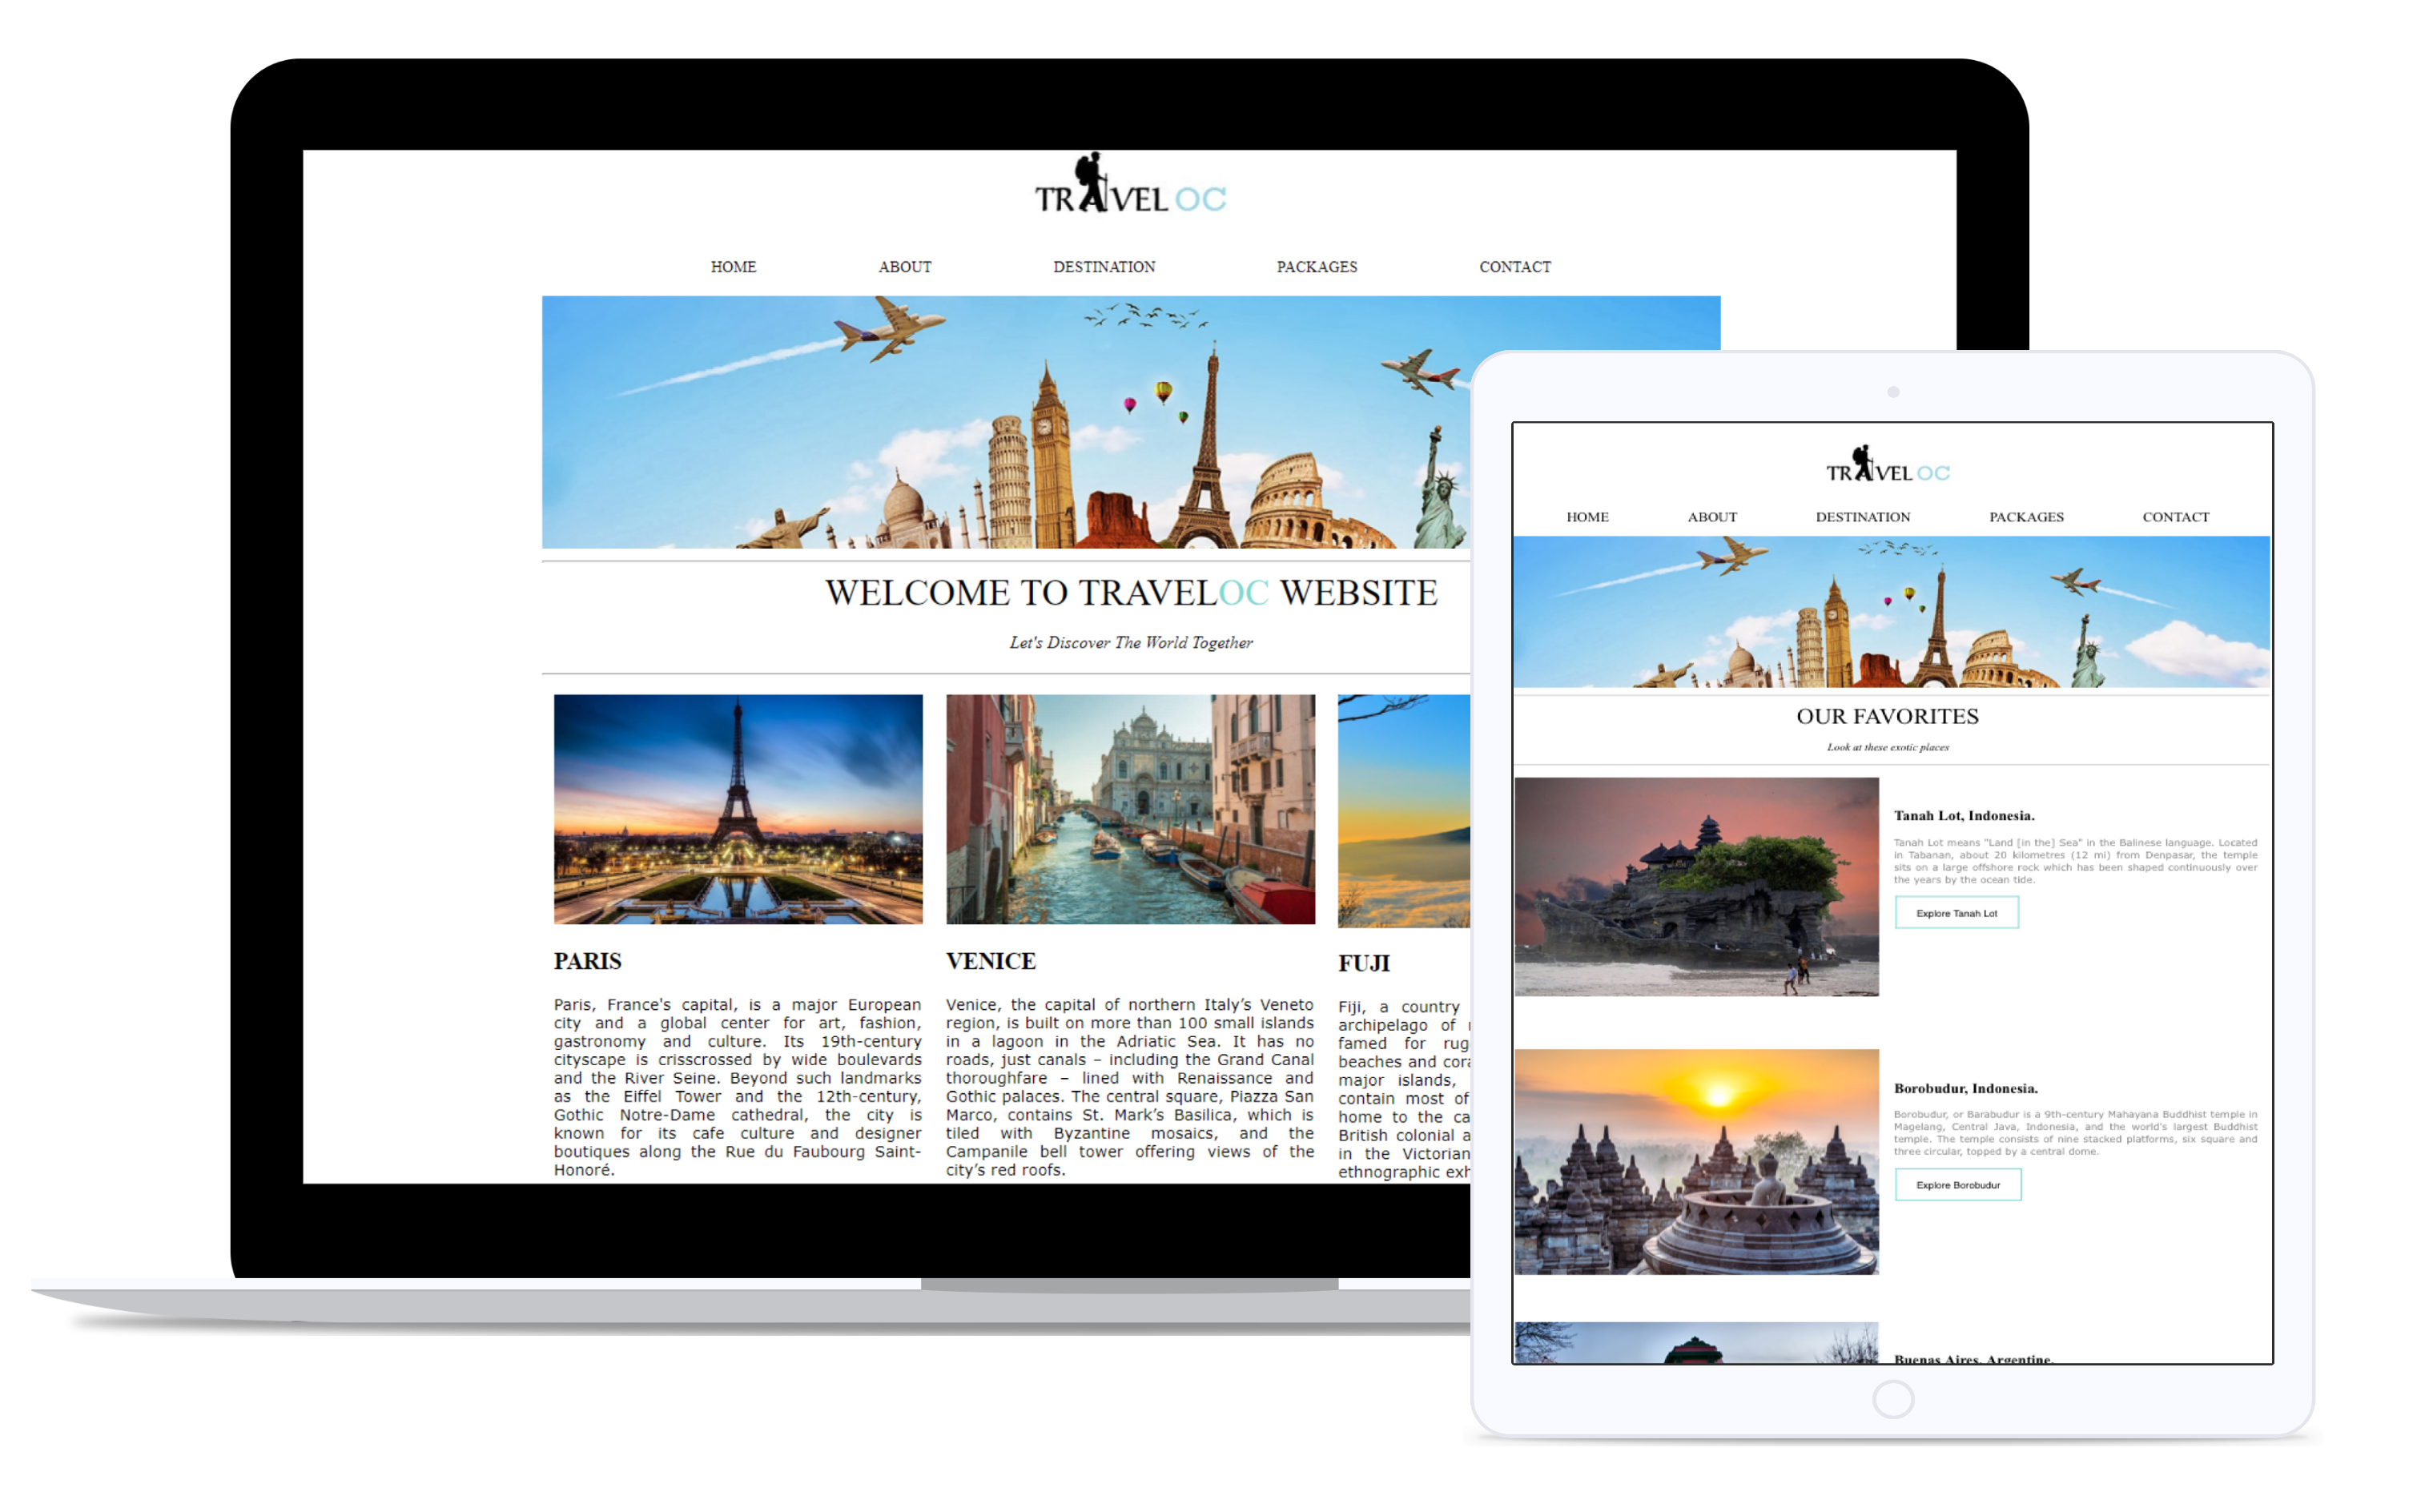 TRAVEL OC
HOME ABOUT DESTINATION PACKAGES CONTACT
WELCOME TO TRAVELOC WEBSITE
Let's Discover The World Together
PARIS
Paris, France's capital, is a major European
city and a global center for art, fashion,
gastronomy and culture. Its 19th-century
cityscape is crisscrossed by wide boulevards
and the River Seine. Beyond such landmarks
as the Eiffel Tower and the 12th-century,
Gothic Notre-Dame cathedral, the city is
known for its cafe culture and designer
boutiques along the Rue du Faubourg Saint-
Honoré.
VENICE
Venice, the capital of northern Italy’s Veneto
region, is built on more than 100 small islands
in a lagoon in the Adriatic Sea. It has no
roads, just canals – including the Grand Canal
thoroughfare – lined with Renaissance and
Gothic palaces. The central square, Piazza San
Marco, contains St. Mark’s Basilica, which is
tiled with Byzantine mosaics, and the
Campanile bell tower offering views of the
city’s red roofs.
FUJI
Fiji, a country
archipelago of
famed for
beaches and
major islands,
contain most of
home to the
British colonial
in the Victorian
ethnographic
TRAVEL OC
HOME ABOUT DESTINATION PACKAGES CONTACT
OUR FAVORITES
Look at these exotic places
Tanah Lot, Indonesia.
Tanah Lot means "Land [in the] Sea" in the Balinese language. Located
in Tabanan, about 20 kilometres (12 mi) from Denpasar, the temple
sits on a large offshore rock which has been shaped continuously over
the years by the ocean tide.
Explore Tanah Lot
Borobudur, Indonesia.
Borobudur, or Barabudur is a 9th-century Mahayana Buddhist temple in
Magelang, Central Java, Indonesia, and the world's largest Buddhist
temple. The temple consists of nine stacked platforms, six square and
three circular, topped by a central dome.
Explore Borobudur
Buenas Aires, Argentine.